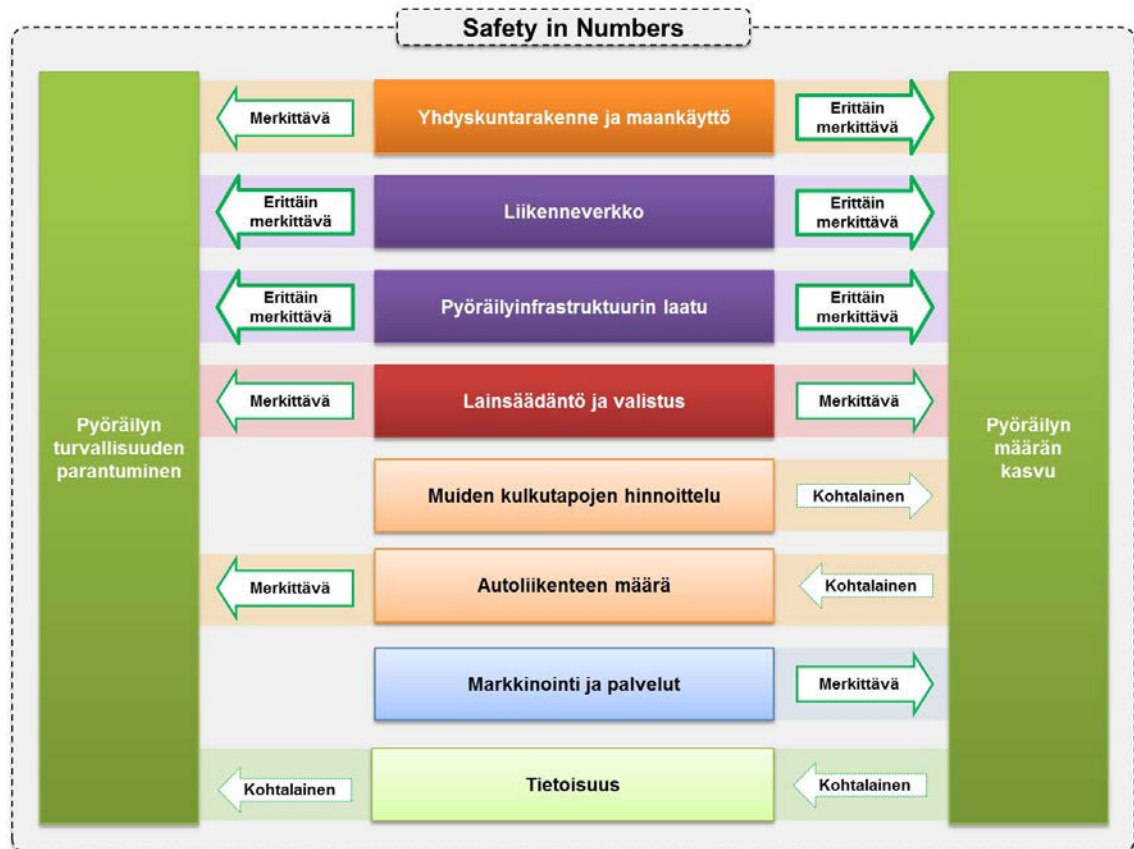 Safety in Numbers
Merkittävä
Yhdyskuntarakenne ja maankäyttö
Erittäin
merkittävä
Erittäin
merkittävä
Liikenneverkko
Erittäin
merkittävä
Erittäin
merkittävä
Pyöräilyinfrastruktuurin laatu
Erittäin
merkittävä
Merkittävä
Lainsäädäntö ja valistus
Merkittävä
Pyöräilyn
turvallisuuden
parantuminen
Pyöräilyn
määrän
kasvu
Muiden kulkutapojen hinnoittelu
Kohtalainen
Merkittävä
Autoliikenteen määrä
Kohtalainen
Markkinointi ja palvelut
Merkittävä
Kohtalainen
Tietoisuus
Kohtalainen